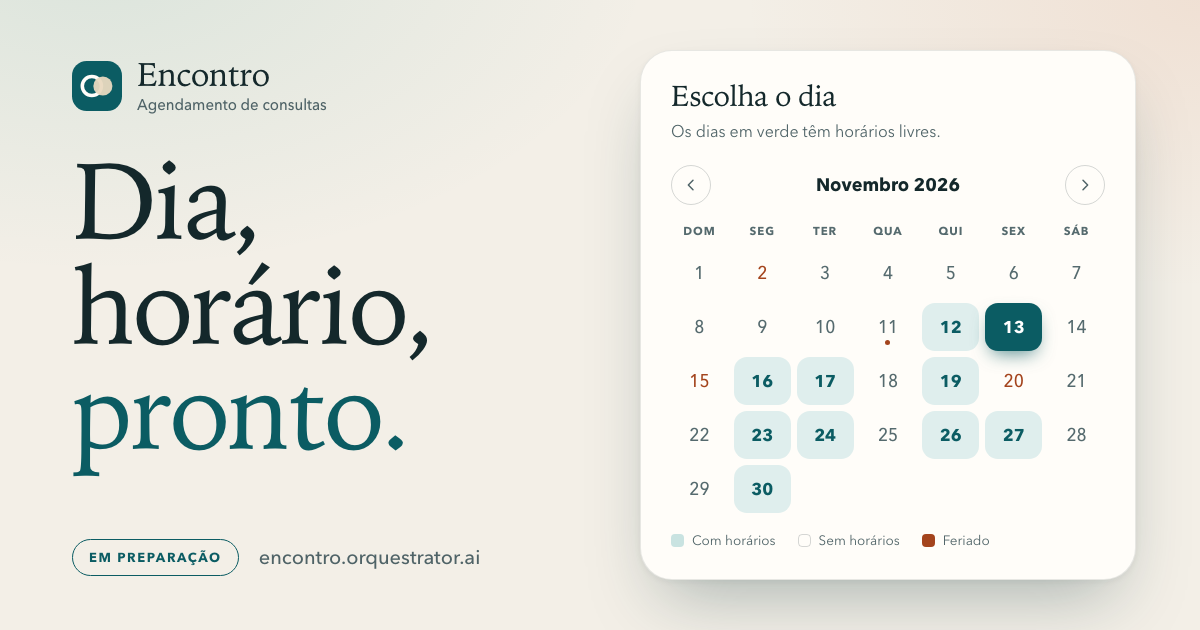 Encontro
Agendamento de consultas
Dia,
horário,
pronto.
EM PREPARAÇÃO
encontro.orquestrator.ai
Escolha o dia
Os dias em verde têm horários livres.
Novembro 2026
DOM SEG TER QUA QUI SEX SÁB
1 2 3 4 5 6 7
8 9 10 11 12 13 14
15 16 17 18 19 20 21
22 23 24 25 26 27 28
29 30
Com horários Sem horários Feriado